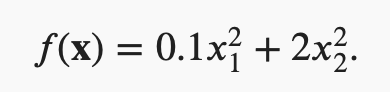 f(𝐱) = 0.1x₁² + 2x₂².